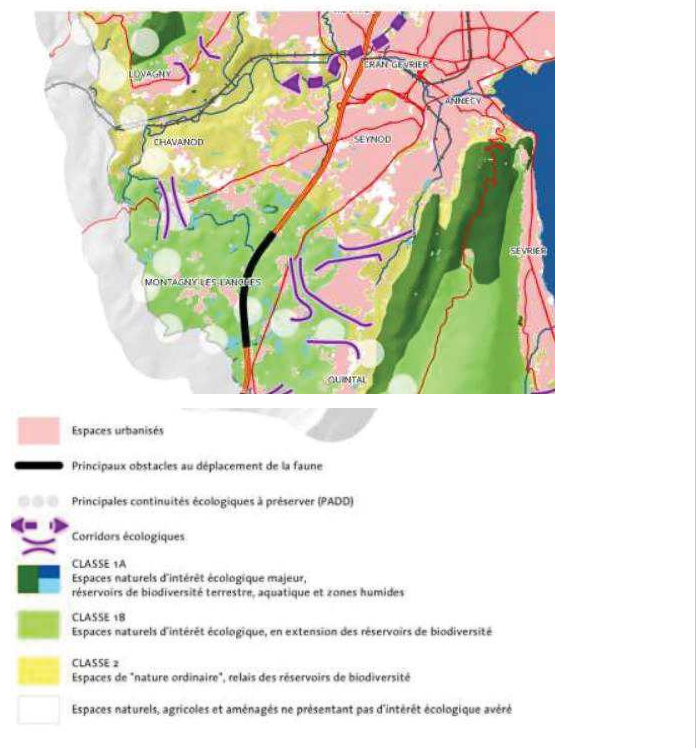 LOVAGNY
CRAN-GEVRIER
ANNECY
CHAVANOD
SEYNOD
SEVRIER
MONTAGNY-LES-LANCHES
QUINTAL
Espaces urbanisés
Principaux obstacles au déplacement de la faune
Principales continuités écologiques à préserver (PADD)
Corridors écologiques
CLASSE 1A
Espaces naturels d'intérêt écologique majeur,
réservoirs de biodiversité terrestre, aquatique et zones humides
CLASSE 1B
Espaces naturels d'intérêt écologique, en extension des réservoirs de biodiversité
CLASSE 2
Espaces de "nature ordinaire", relais des réservoirs de biodiversité
Espaces naturels, agricoles et aménagés ne présentant pas d'intérêt écologique avéré